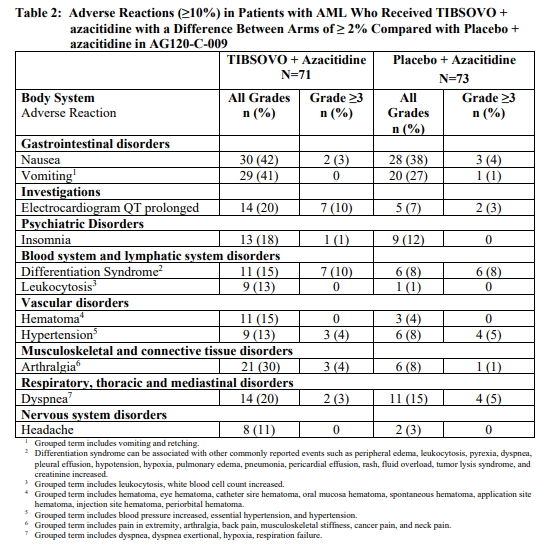 Table 2: Adverse Reactions (≥10%) in Patients with AML Who Received TIBSOVO +
azacitidine with a Difference Between Arms of ≥ 2% Compared with Placebo +
azacitidine in AG120-C-009
TIBSOVO + Azacitidine Placebo + Azacitidine
N=71 N=73
Body System All Grades Grade ≥3 All Grade ≥3
Adverse Reaction n (%) n (%) Grades n (%)
n (%)
Gastrointestinal disorders
Nausea 30 (42) 2 (3) 28 (38) 3 (4)
Vomiting¹ 29 (41) 0 20 (27) 1 (1)
Investigations
Electrocardiogram QT prolonged 14 (20) 7 (10) 5 (7) 2 (3)
Psychiatric Disorders
Insomnia 13 (18) 1 (1) 9 (12) 0
Blood system and lymphatic system disorders
Differentiation Syndrome² 11 (15) 7 (10) 6 (8) 6 (8)
Leukocytosis³ 9 (13) 0 1 (1) 0
Vascular disorders
Hematoma⁴ 11 (15) 0 3 (4) 0
Hypertension⁵ 9 (13) 3 (4) 6 (8) 4 (5)
Musculoskeletal and connective tissue disorders
Arthralgia⁶ 21 (30) 3 (4) 6 (8) 1 (1)
Respiratory, thoracic and mediastinal disorders
Dyspnea⁷ 14 (20) 2 (3) 11 (15) 4 (5)
Nervous system disorders
Headache 8 (11) 0 2 (3) 0
¹ Grouped term includes vomiting and retching.
² Differentiation syndrome can be associated with other commonly reported events such as peripheral edema, leukocytosis, pyrexia, dyspnea,
pleural effusion, hypotension, hypoxia, pulmonary edema, pneumonia, pericardial effusion, rash, fluid overload, tumor lysis syndrome, and
creatinine increased.
³ Grouped term includes leukocytosis, white blood cell count increased.
⁴ Grouped term includes hematoma, eye hematoma, catheter sire hematoma, oral mucosa hematoma, spontaneous hematoma, application site
hematoma, injection site hematoma, periorbital hematoma.
⁵ Grouped term includes blood pressure increased, essential hypertension, and hypertension.
⁶ Grouped term includes pain in extremity, arthralgia, back pain, musculoskeletal stiffness, cancer pain, and neck pain.
⁷ Grouped term includes dyspnea, dyspnea exertional, hypoxia, respiration failure.